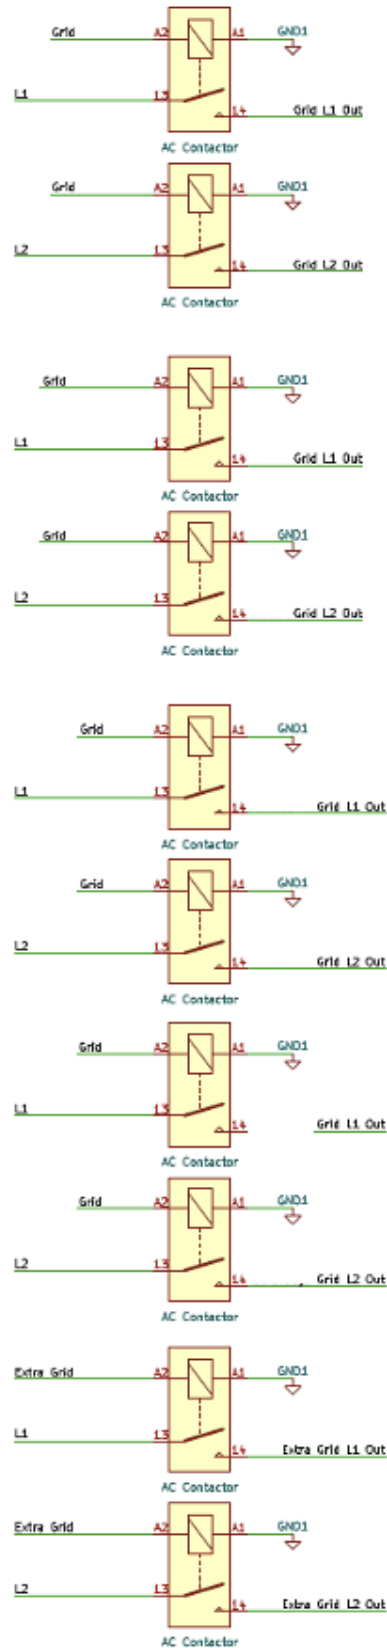 Grid A2 A1 GND1
L1 13 14 Grid L1 Out
AC Contactor
Grid A2 A1 GND1
L2 13 14 Grid L2 Out
AC Contactor
Grid A2 A1 GND1
L1 13 14 Grid L1 Out
AC Contactor
Grid A2 A1 GND1
L2 13 14 Grid L2 Out
AC Contactor
Grid A2 A1 GND1
L1 13 14 Grid L1 Out
AC Contactor
Grid A2 A1 GND1
L2 13 14 Grid L2 Out
AC Contactor
Grid A2 A1 GND1
L1 13 14 Grid L1 Out
AC Contactor
Grid A2 A1 GND1
L2 13 14 Grid L2 Out
AC Contactor
Extra Grid A2 A1 GND1
L1 13 14 Extra Grid L1 Out
AC Contactor
Extra Grid A2 A1 GND1
L2 13 14 Extra Grid L2 Out
AC Contactor